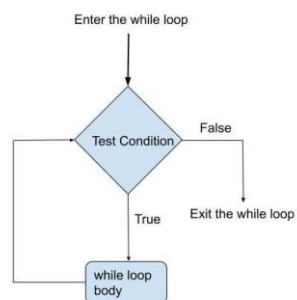 Enter the while loop
Test Condition
False
True
Exit the while loop
while loop
body